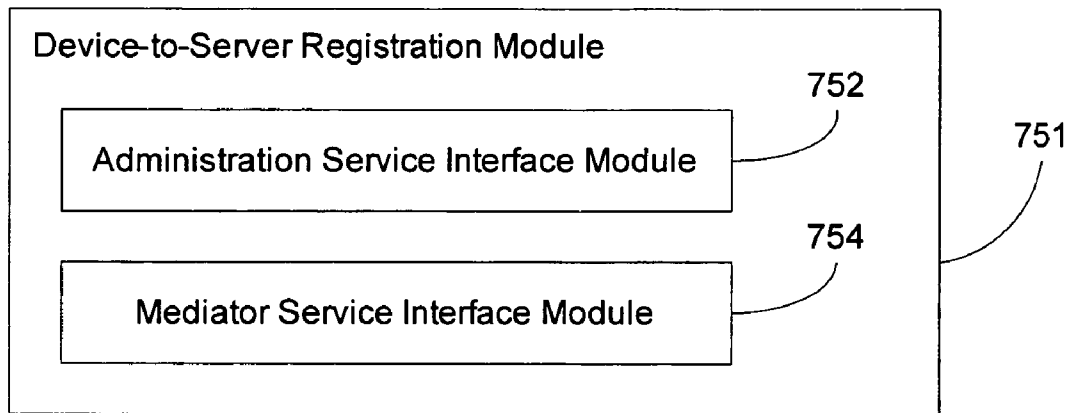 Device-to-Server Registration Module
752
Administration Service Interface Module
751
754
Mediator Service Interface Module